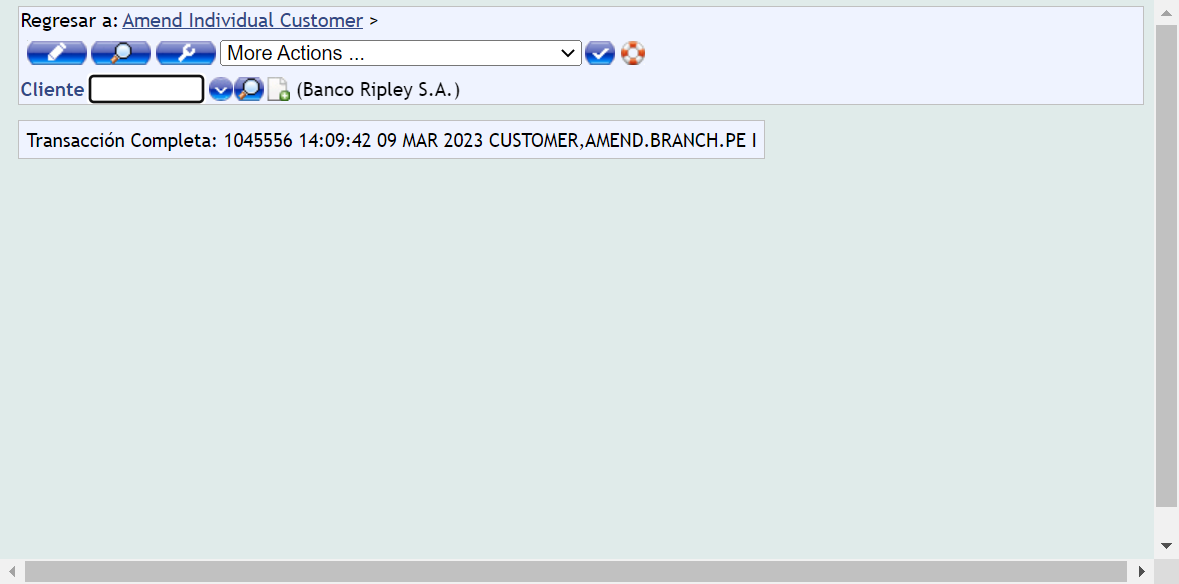 Regresar a: Amend Individual Customer >
More Actions ...
Cliente (Banco Ripley S.A.)
Transacción Completa: 1045556 14:09:42 09 MAR 2023 CUSTOMER,AMEND.BRANCH.PE I